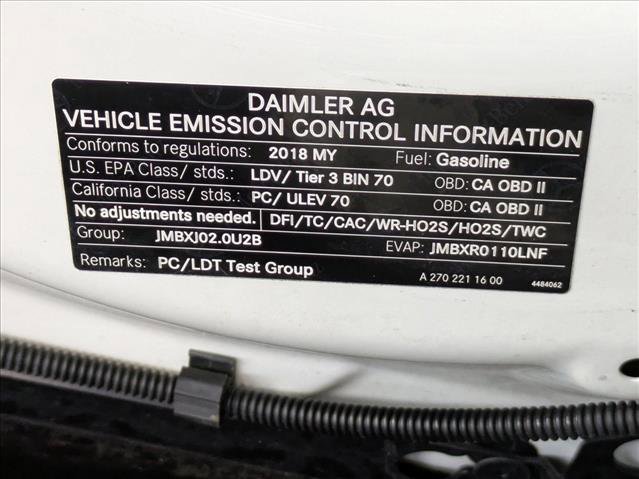 DAIMLER AG
VEHICLE EMISSION CONTROL INFORMATION
Conforms to regulations: 2018 MY Fuel: Gasoline
U.S. EPA Class/ stds.: LDV/ Tier 3 BIN 70 OBD: CA OBD II
California Class/ stds.: PC/ ULEV 70 OBD: CA OBD II
No adjustments needed. DFI/TC/CAC/WR-HO2S/HO2S/TWC
Group: JMBXJ02.0U2B EVAP: JMBXR0110LNF
Remarks: PC/LDT Test Group
A 270 221 16 00 4484062